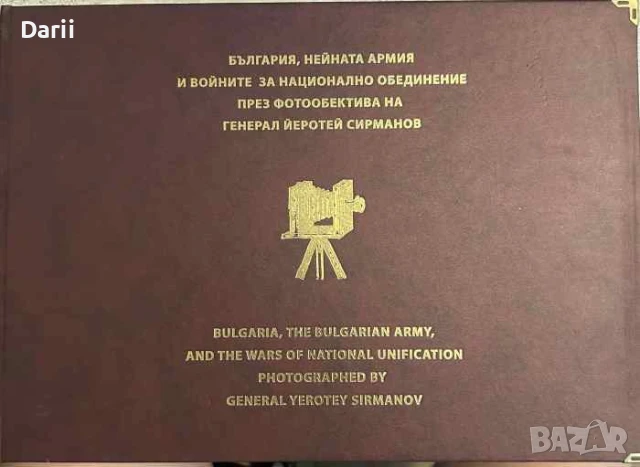 Darii
БЪЛГАРИЯ, НЕЙНАТА АРМИЯ
И ВОЙНИТЕ ЗА НАЦИОНАЛНО ОБЕДИНЕНИЕ
ПРЕЗ ФОТООБЕКТИВА НА
ГЕНЕРАЛ ЙЕРОТЕЙ СИРМАНОВ
BULGARIA, THE BULGARIAN ARMY,
AND THE WARS OF NATIONAL UNIFICATION
PHOTOGRAPHED BY
GENERAL YEROTEY SIRMANOV
BAZAR